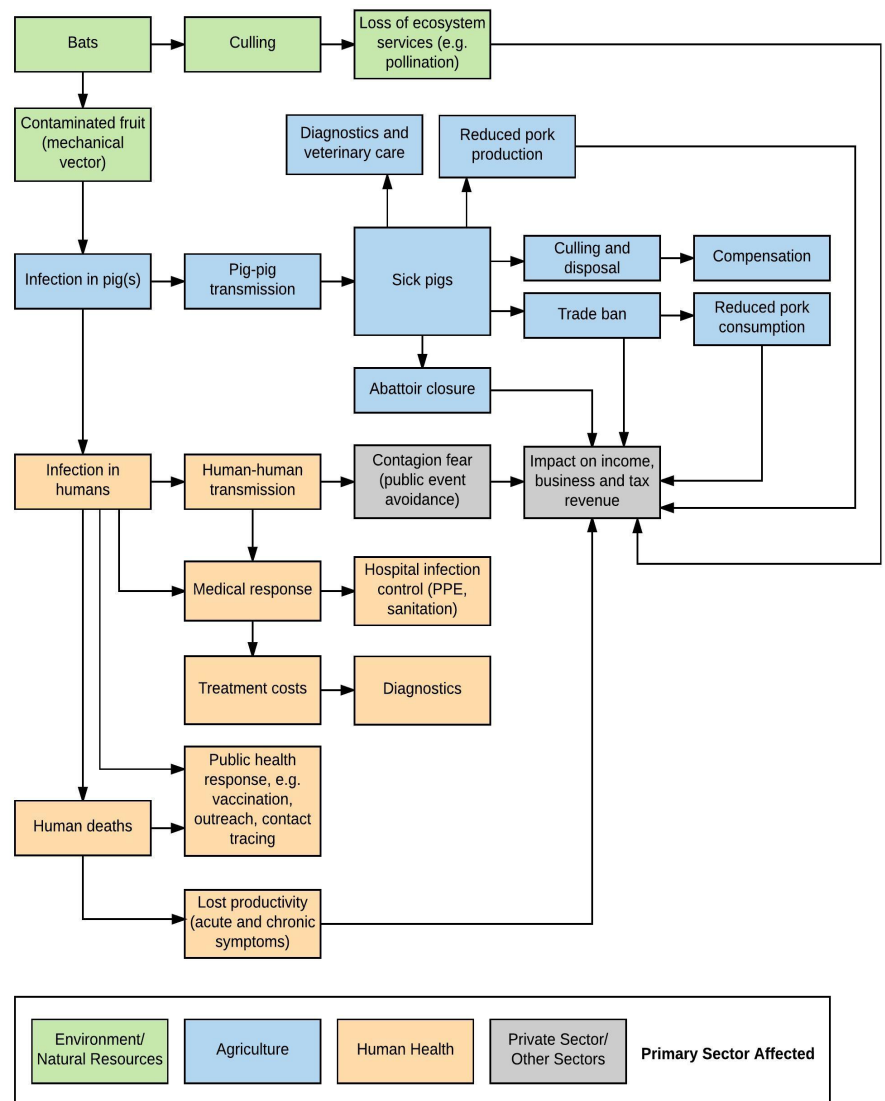 Bats
Culling
Loss of ecosystem
services (e.g.
pollination)
Contaminated fruit
(mechanical
vector)
Diagnostics and
veterinary care
Reduced pork
production
Infection in pig(s)
Pig-pig
transmission
Sick pigs
Culling and
disposal
Compensation
Trade ban
Reduced pork
consumption
Abattoir closure
Infection in
humans
Human-human
transmission
Contagion fear
(public event
avoidance)
Impact on income,
business and tax
revenue
Medical response
Hospital infection
control (PPE,
sanitation)
Treatment costs
Diagnostics
Public health
response, e.g.
vaccination,
outreach, contact
tracing
Human deaths
Lost productivity
(acute and chronic
symptoms)
Environment/
Natural Resources
Agriculture
Human Health
Private Sector/
Other Sectors
Primary Sector Affected